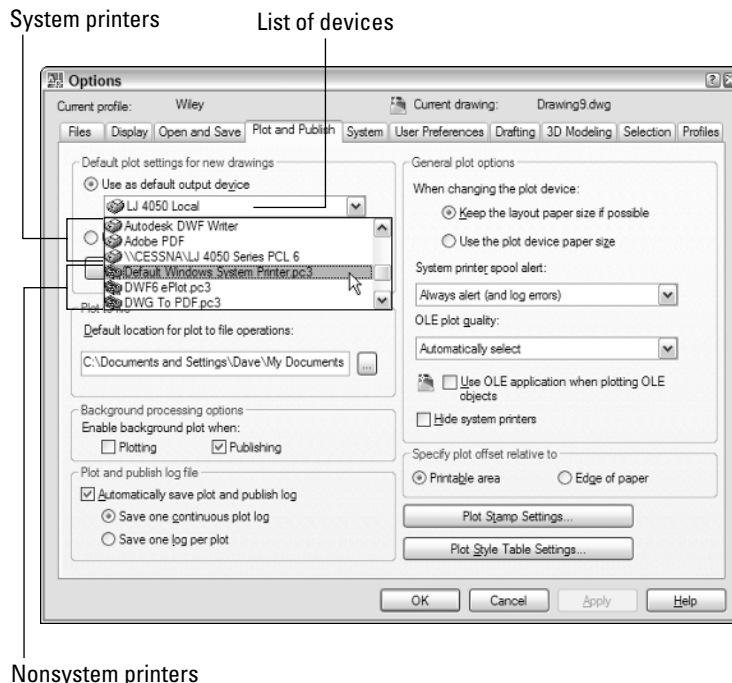 System printers
List of devices
Options
Current profile: Wiley
Current drawing: Drawing9.dwg
Files Display Open and Save Plot and Publish System User Preferences Drafting 3D Modeling Selection Profiles
Default plot settings for new drawings
Use as default output device
LJ 4050 Local
Autodesk DWF Writer
Adobe PDF
\\CESSNA\LJ 4050 Series PCL 6
Default Windows System Printer.pc3
DWF6 ePlot.pc3
DWG To PDF.pc3
Plot to file
Default location for plot to file operations:
C:\Documents and Settings\Dave\My Documents
...
Background processing options
Enable background plot when:
Plotting
Publishing
Plot and publish log file
Automatically save plot and publish log
Save one continuous plot log
Save one log per plot
General plot options
When changing the plot device:
Keep the layout paper size if possible
Use the plot device paper size
System printer spool alert:
Always alert (and log errors)
OLE plot quality:
Automatically select
Use OLE application when plotting OLE
objects
Hide system printers
Specify plot offset relative to
Printable area
Edge of paper
Plot Stamp Settings...
Plot Style Table Settings...
OK Cancel Apply Help
Nonsystem printers